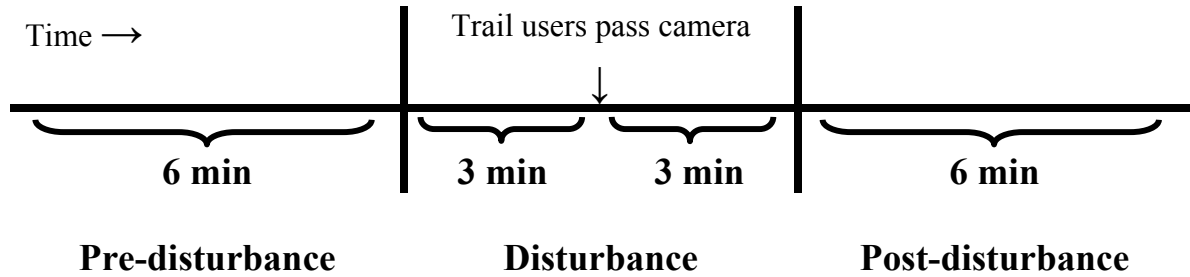 Time →
Trail users pass camera
↓
6 min
3 min
3 min
6 min
Pre-disturbance
Disturbance
Post-disturbance